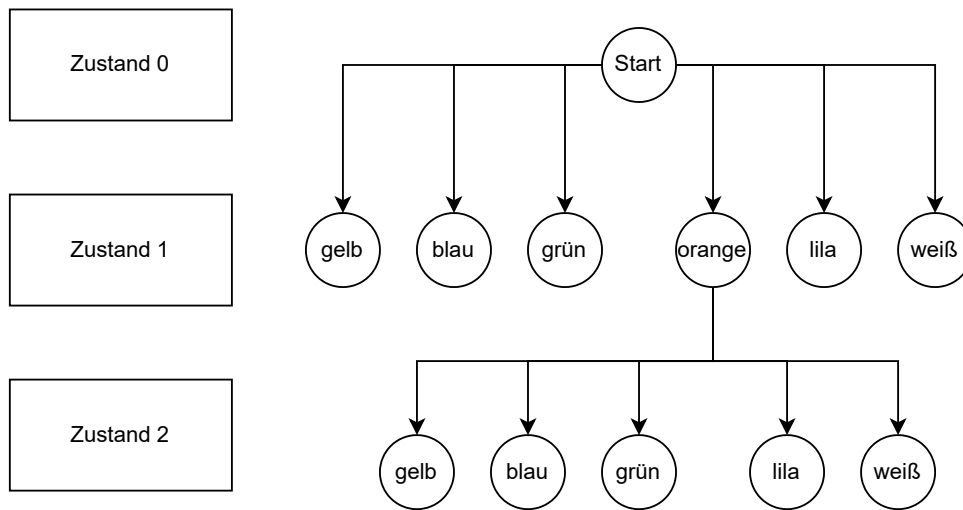 Zustand 0
Start
Zustand 1
gelb
blau
grün
orange
lila
weiß
Zustand 2
gelb
blau
grün
lila
weiß